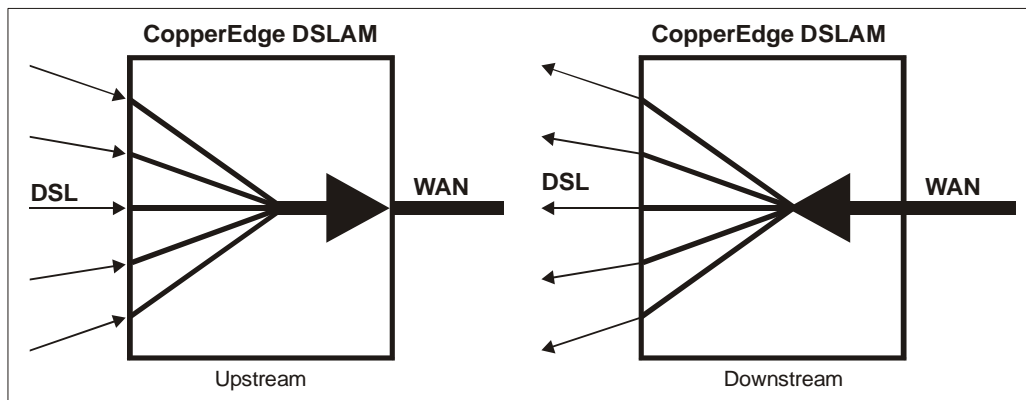 CopperEdge DSLAM
DSL
WAN
Upstream
CopperEdge DSLAM
DSL
WAN
Downstream